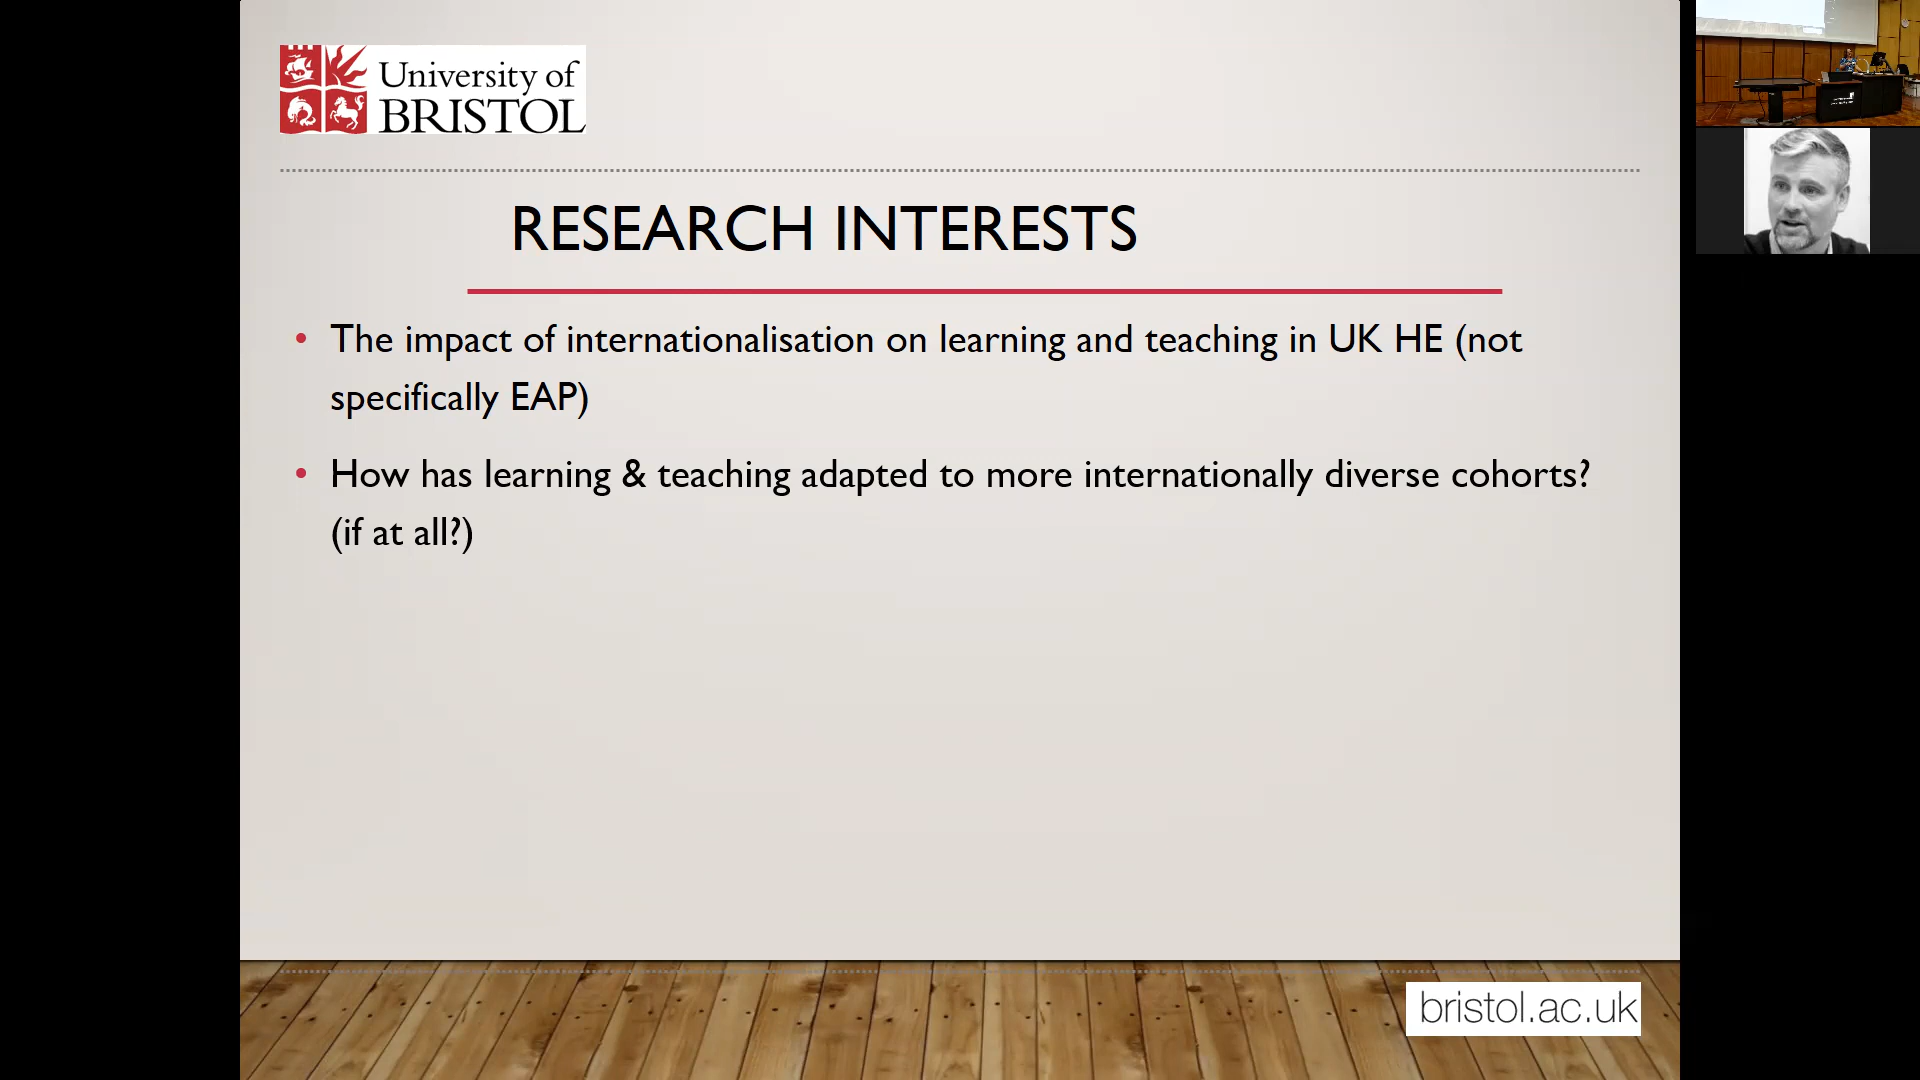 University of
BRISTOL
RESEARCH INTERESTS
• The impact of internationalisation on learning and teaching in UK HE (not
specifically EAP)
• How has learning & teaching adapted to more internationally diverse cohorts?
(if at all?)
bristol.ac.uk